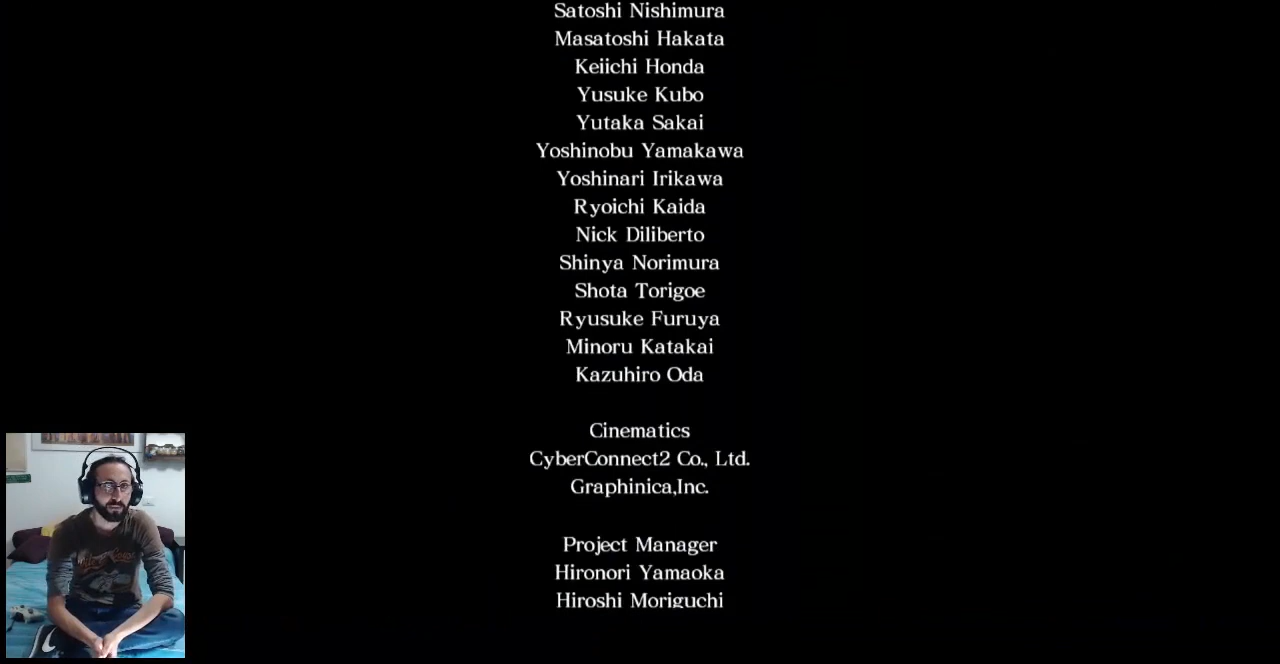 Satoshi Nishimura
Masatoshi Hakata
Keiichi Honda
Yusuke Kubo
Yutaka Sakai
Yoshinobu Yamakawa
Yoshinari Irikawa
Ryoichi Kaida
Nick Diliberto
Shinya Norimura
Shota Torigoe
Ryusuke Furuya
Minoru Katakai
Kazuhiro Oda
Cinematics
CyberConnect2 Co., Ltd.
Graphinica,Inc.
Project Manager
Hironori Yamaoka
Hiroshi Moriguchi